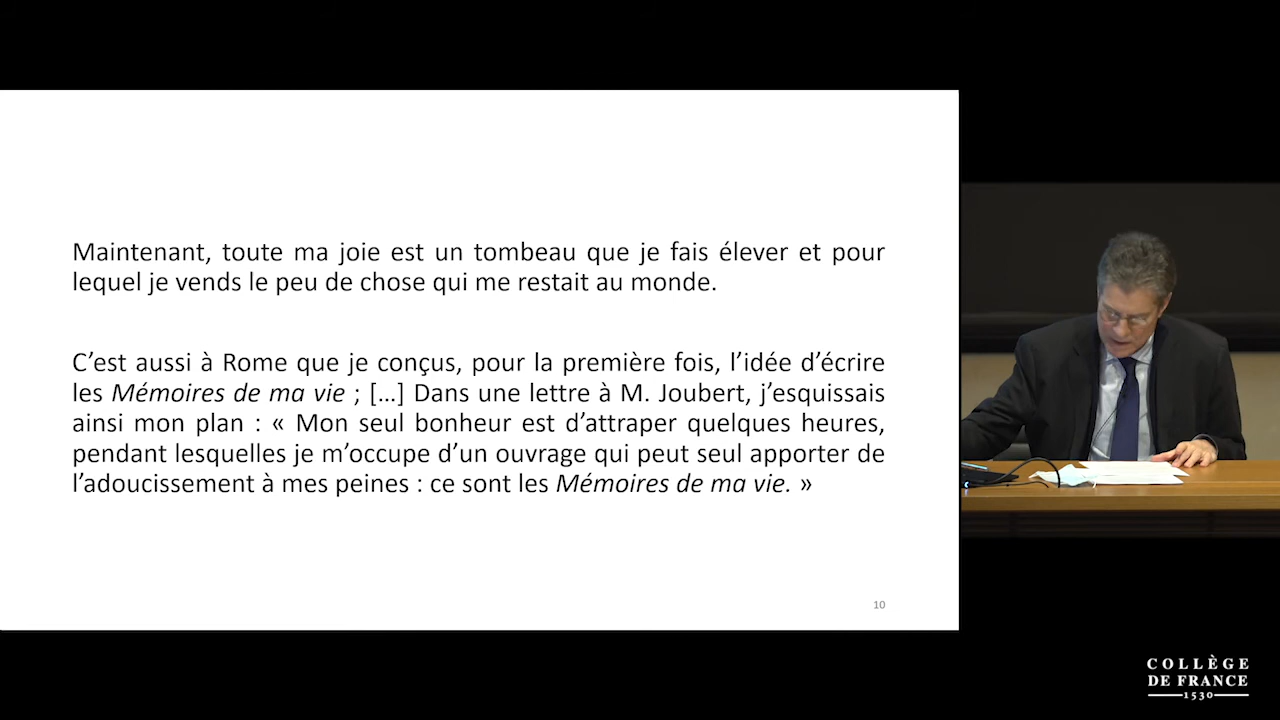 Maintenant, toute ma joie est un tombeau que je fais élever et pour
lequel je vends le peu de chose qui me restait au monde.
C’est aussi à Rome que je conçus, pour la première fois, l’idée d’écrire
les Mémoires de ma vie ; […] Dans une lettre à M. Joubert, j’esquissais
ainsi mon plan : « Mon seul bonheur est d’attraper quelques heures,
pendant lesquelles je m’occupe d’un ouvrage qui peut seul apporter de
l’adoucissement à mes peines : ce sont les Mémoires de ma vie. »
10
COLLÈGE
DE FRANCE
1530